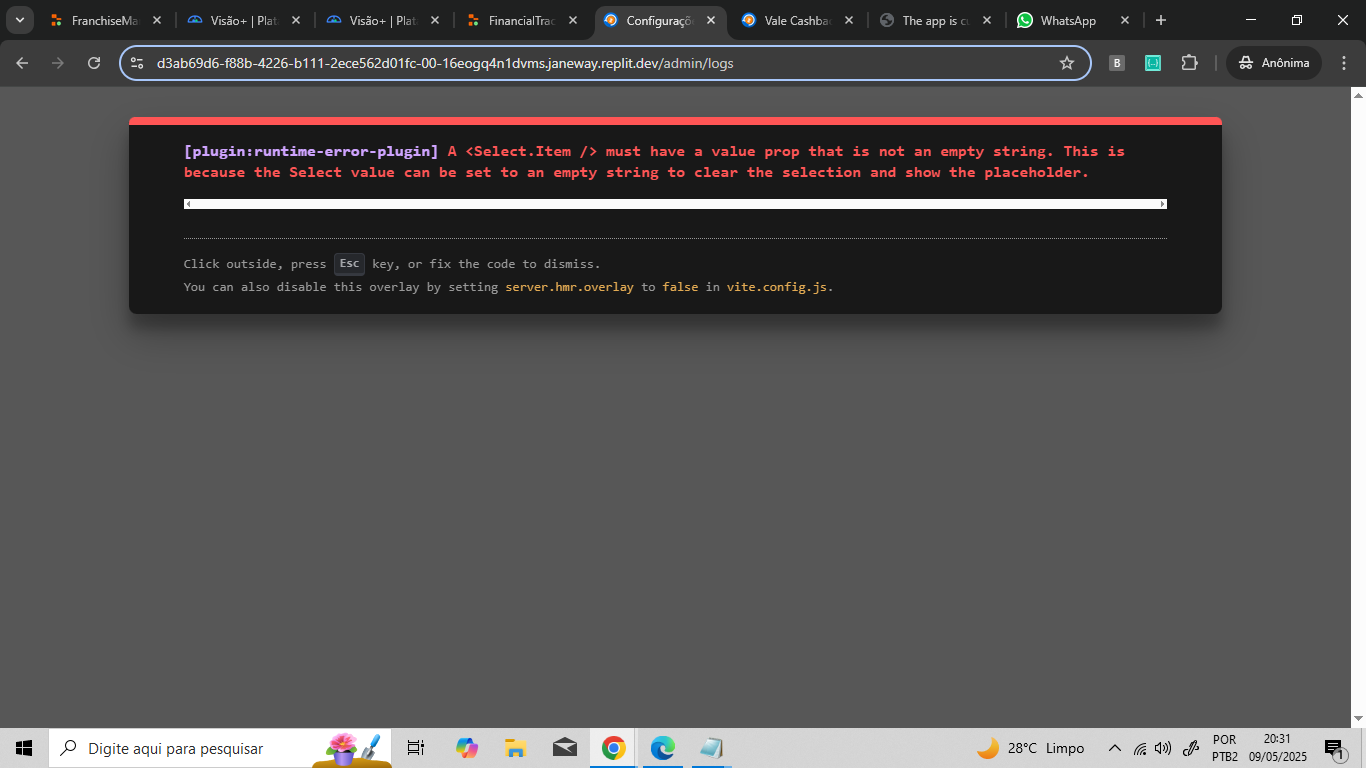 FranchiseMa
Visão+ | Plat
Visão+ | Plat
FinancialTrac
Configuraçõe
Vale Cashba
The app is cu
WhatsApp
d3ab69d6-f88b-4226-b111-2ece562d01fc-00-16eogq4n1dvms.janeway.replit.dev/admin/logs
B
Anônima
[plugin:runtime-error-plugin] A <Select.Item /> must have a value prop that is not an empty string. This is
because the Select value can be set to an empty string to clear the selection and show the placeholder.
Click outside, press Esc key, or fix the code to dismiss.
You can also disable this overlay by setting server.hmr.overlay to false in vite.config.js.
Digite aqui para pesquisar
28°C Limpo
POR
PTB2
20:31
09/05/2025
1